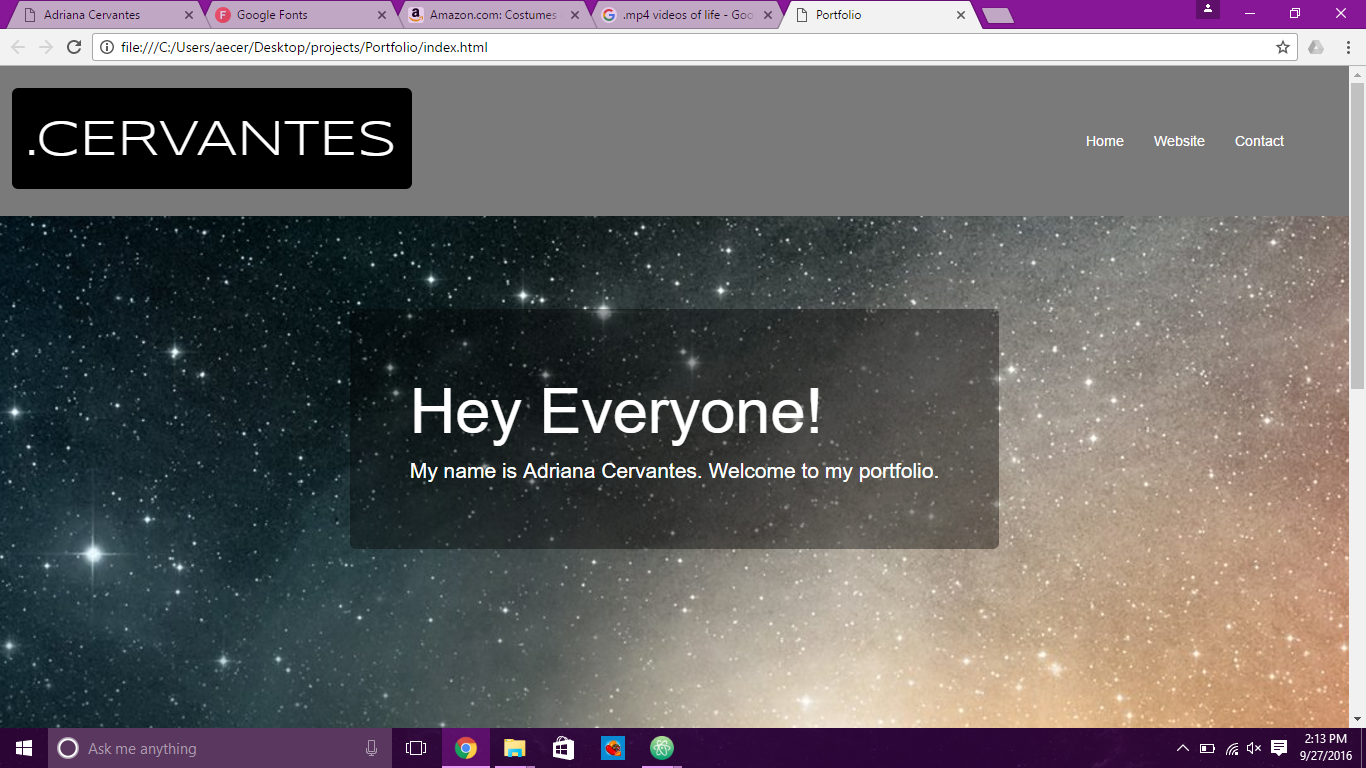 Adriana Cervantes
Google Fonts
Amazon.com: Costumes
.mp4 videos of life - Goo
Portfolio
file:///C:/Users/aecer/Desktop/projects/Portfolio/index.html
.CERVANTES
Home Website Contact
Hey Everyone!
My name is Adriana Cervantes. Welcome to my portfolio.
Ask me anything
2:13 PM
9/27/2016